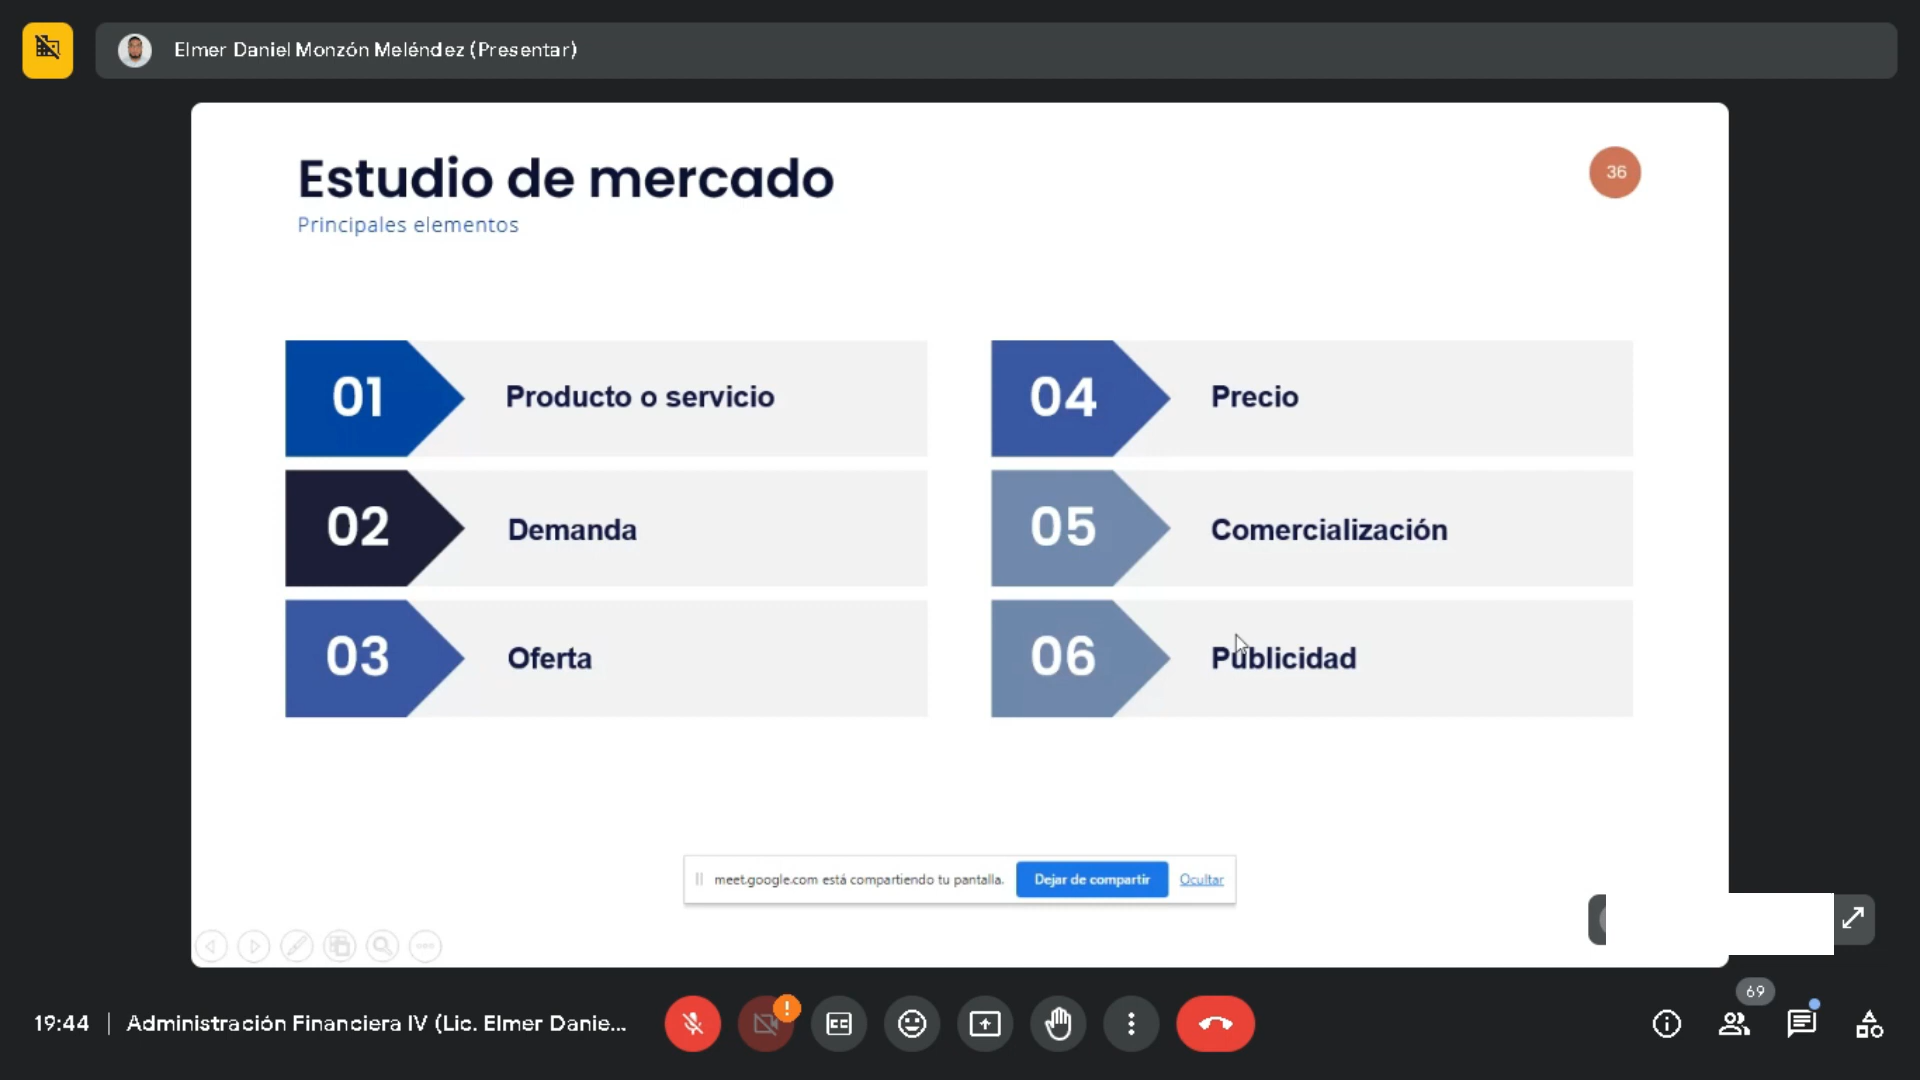 Elmer Daniel Monzón Meléndez (Presentar)
Estudio de mercado
36
Principales elementos
01 Producto o servicio
02 Demanda
03 Oferta
04 Precio
05 Comercialización
06 Publicidad
meet.google.com está compartiendo tu pantalla. Dejar de compartir Ocultar
69
19:44 | Administración Financiera IV (Lic. Elmer Danie...